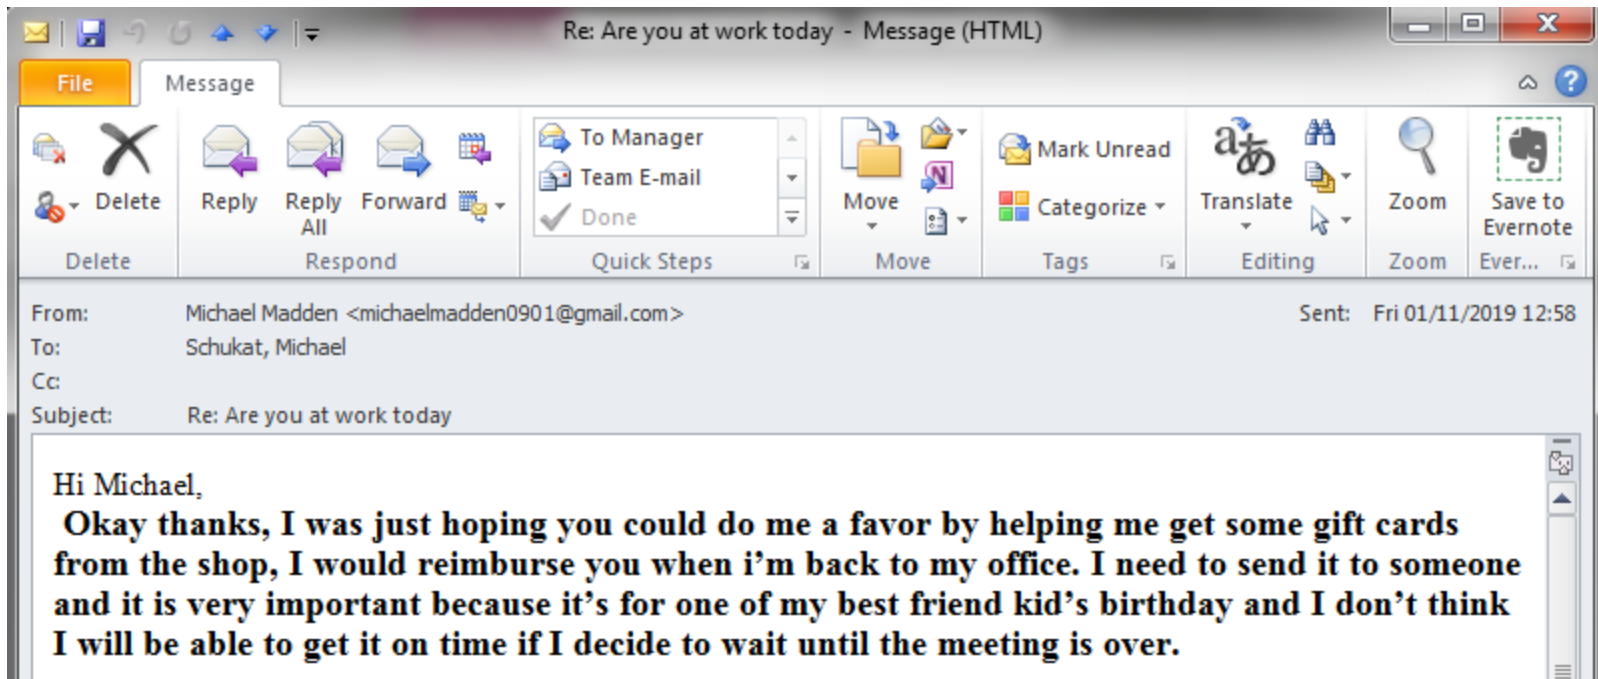 Re: Are you at work today - Message (HTML)
File Message
Delete
Reply
Reply All
Forward
To Manager
Team E-mail
Done
Move
Mark Unread
Categorize
Translate
Zoom
Save to Evernote
Delete Respond Quick Steps Move Tags Editing Zoom Ever...
From: Michael Madden <michaelmadden0901@gmail.com> Sent: Fri 01/11/2019 12:58
To: Schukat, Michael
Cc:
Subject: Re: Are you at work today
Hi Michael,
Okay thanks, I was just hoping you could do me a favor by helping me get some gift cards
from the shop, I would reimburse you when i’m back to my office. I need to send it to someone
and it is very important because it’s for one of my best friend kid’s birthday and I don’t think
I will be able to get it on time if I decide to wait until the meeting is over.